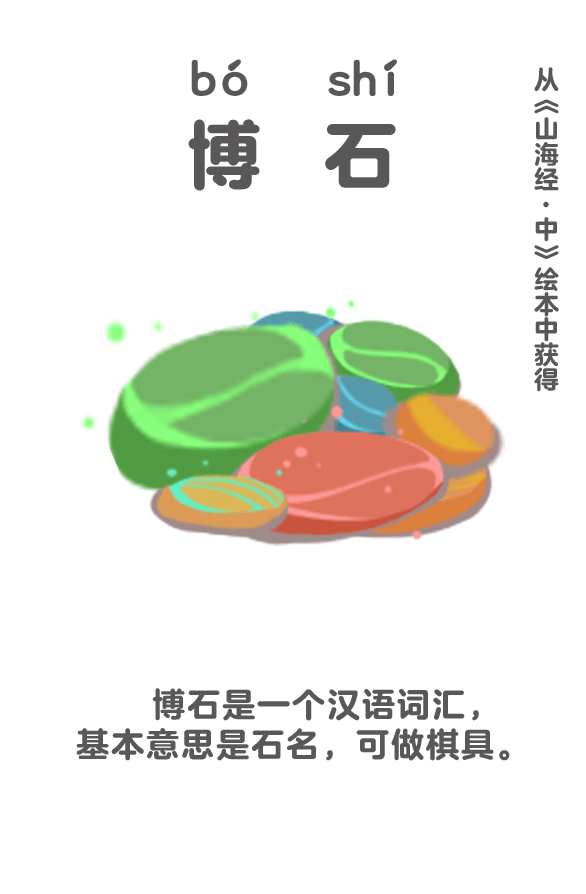 bó shí
博石
从《山海经·中》绘本中获得
博石是一个汉语词汇，
基本意思是石名，可做棋具。